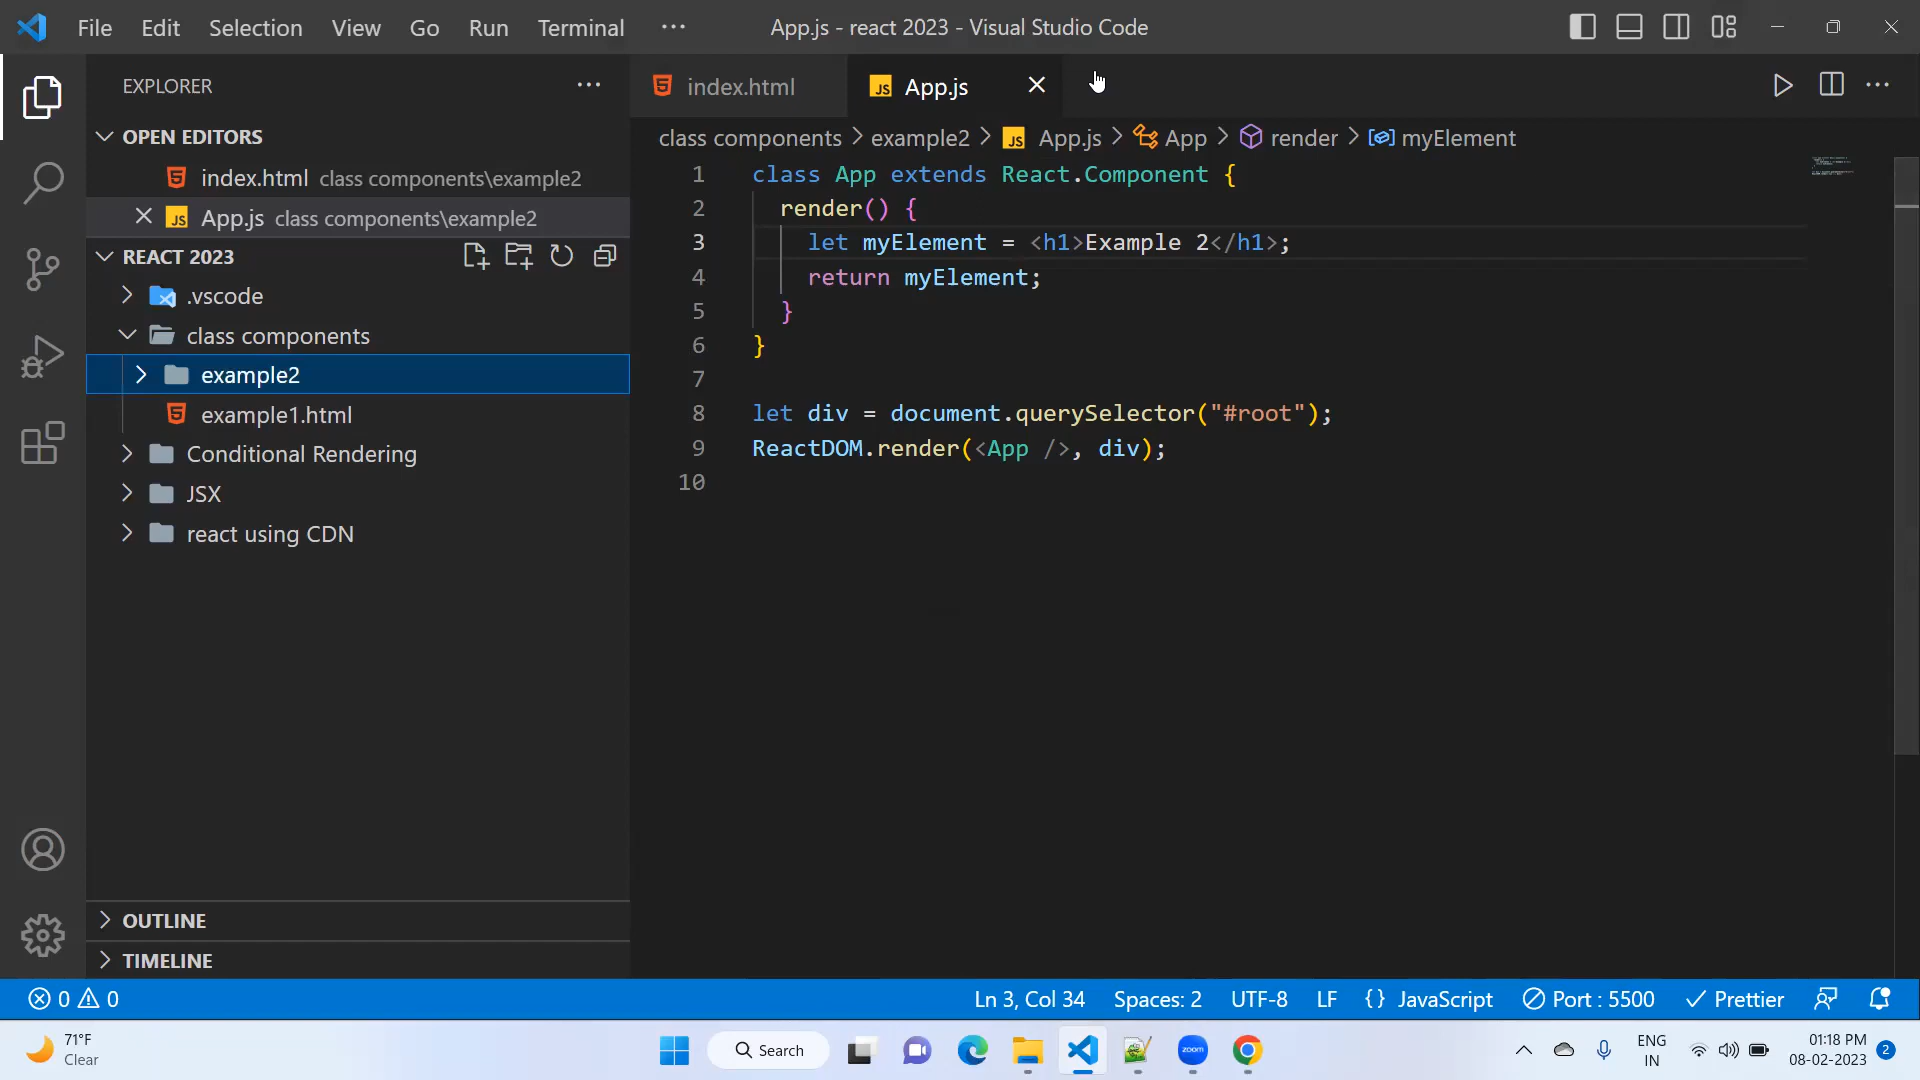 File Edit Selection View Go Run Terminal ··· App.js - react 2023 - Visual Studio Code
EXPLORER ···
index.html App.js
OPEN EDITORS
index.html class components\example2
App.js class components\example2
REACT 2023
.vscode
class components
example2
example1.html
Conditional Rendering
JSX
react using CDN
OUTLINE
TIMELINE
class components > example2 > JS App.js > App > render > myElement
1 class App extends React.Component {
2 render() {
3 let myElement = <h1>Example 2</h1>;
4 return myElement;
5 }
6 }
7
8 let div = document.querySelector("#root");
9 ReactDOM.render(<App />, div);
10
0 0 Ln 3, Col 34 Spaces: 2 UTF-8 LF {} JavaScript Port : 5500 Prettier
71°F
Clear
Search
zoom
ENG
IN
01:18 PM
08-02-2023
2